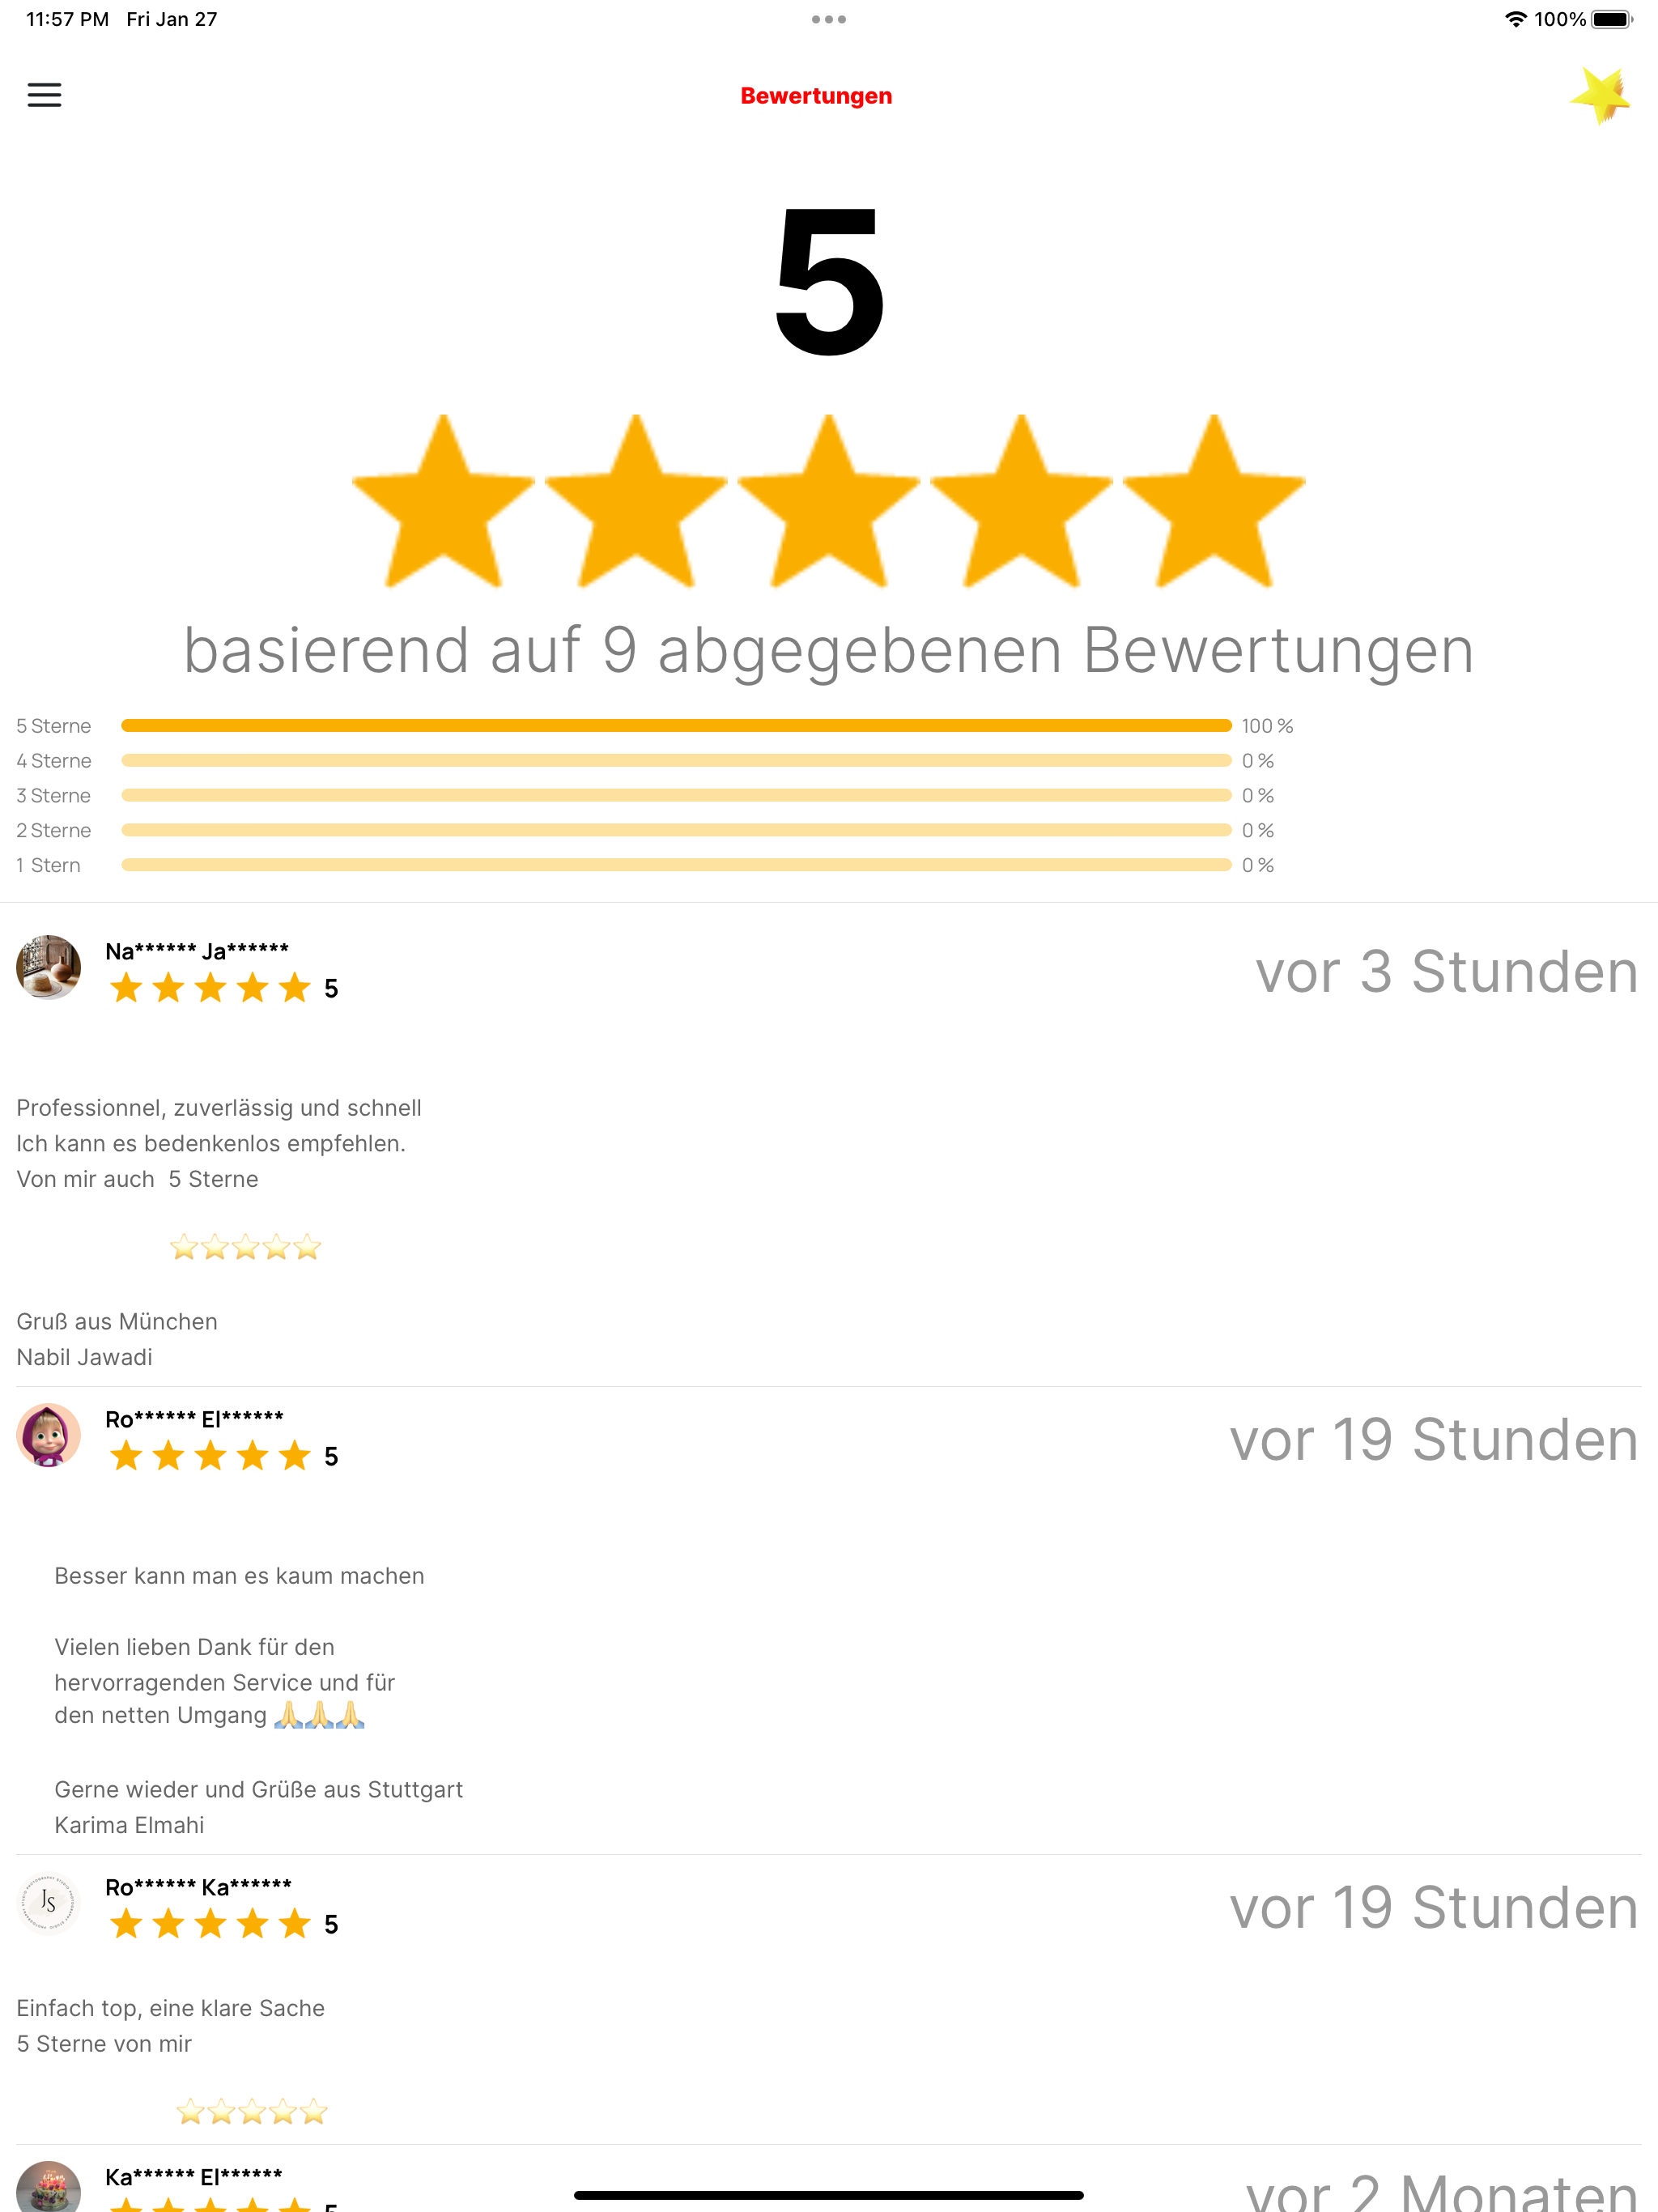 11:57 PM Fri Jan 27
100%
Bewertungen
5
basierend auf 9 abgegebenen Bewertungen
5 Sterne 100 %
4 Sterne 0 %
3 Sterne 0 %
2 Sterne 0 %
1 Stern 0 %
Na****** Ja******
5
vor 3 Stunden
Professionnel, zuverlässig und schnell
Ich kann es bedenkenlos empfehlen.
Von mir auch 5 Sterne
⭐⭐⭐⭐⭐
Gruß aus München
Nabil Jawadi
Ro****** El******
5
vor 19 Stunden
Besser kann man es kaum machen
Vielen lieben Dank für den
hervorragenden Service und für
den netten Umgang 🙏🙏🙏
Gerne wieder und Grüße aus Stuttgart
Karima Elmahi
JS
Ro****** Ka******
5
vor 19 Stunden
Einfach top, eine klare Sache
5 Sterne von mir
⭐⭐⭐⭐⭐
Ka****** El******
5
vor 2 Monaten